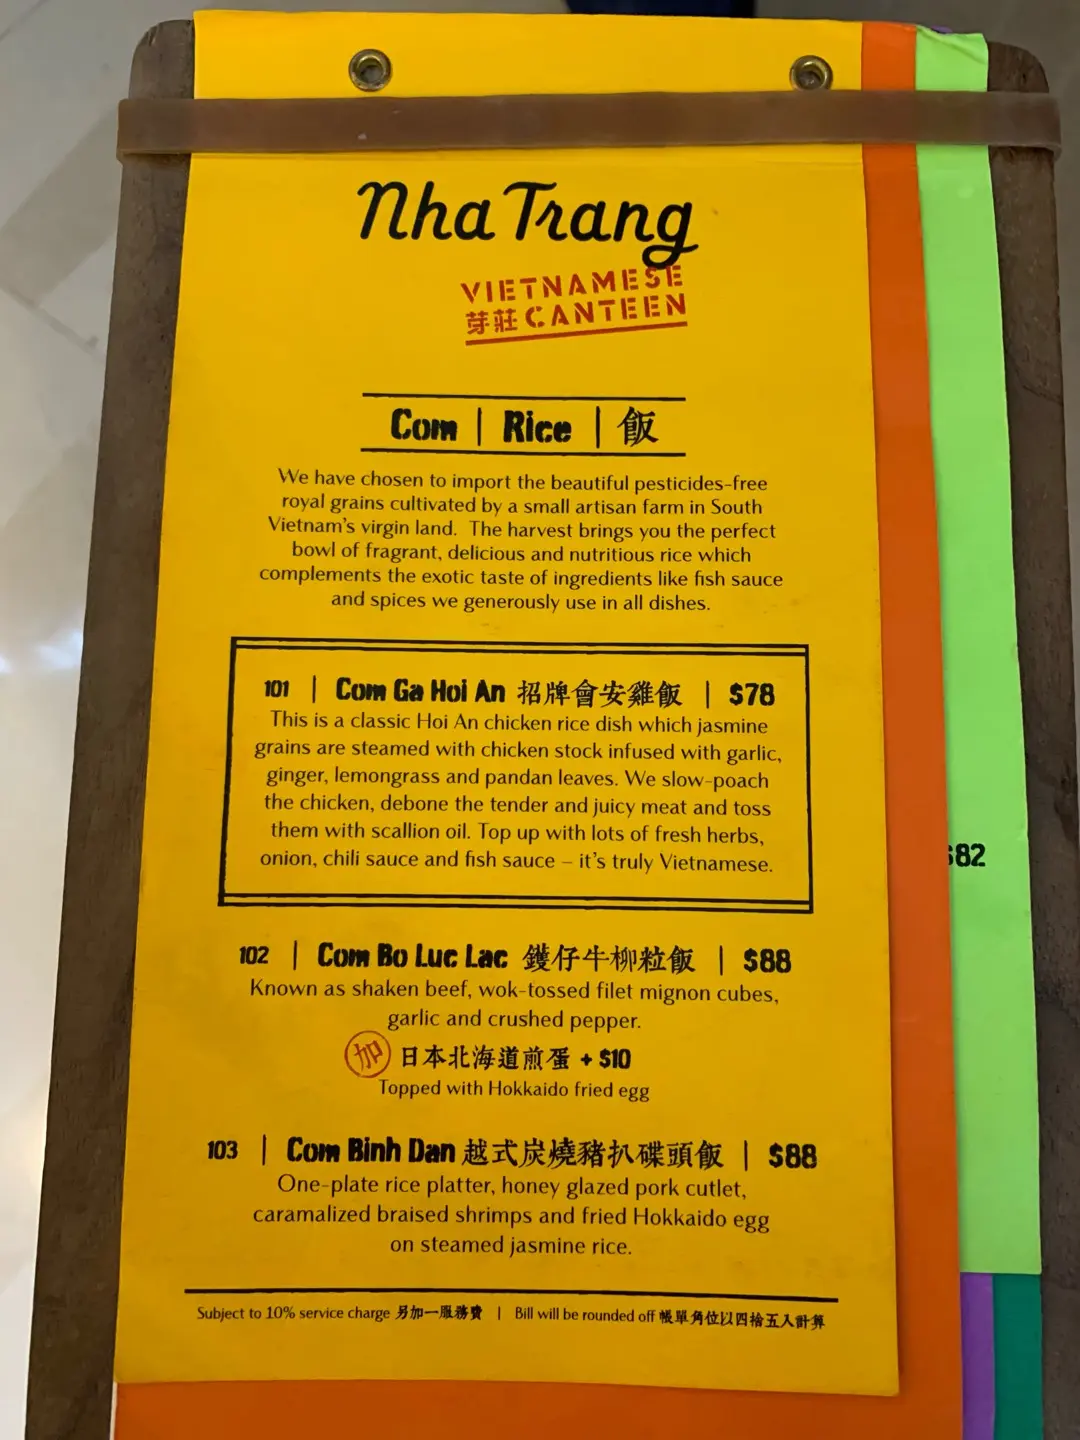 Nha Trang
VIETNAMESE
芽莊 CANTEEN
Com | Rice | 飯
We have chosen to import the beautiful pesticides-free
royal grains cultivated by a small artisan farm in South
Vietnam's virgin land. The harvest brings you the perfect
bowl of fragrant, delicious and nutritious rice which
complements the exotic taste of ingredients like fish sauce
and spices we generously use in all dishes.
101 | Com Ga Hoi An 招牌會安雞飯 | $78
This is a classic Hoi An chicken rice dish which jasmine
grains are steamed with chicken stock infused with garlic,
ginger, lemongrass and pandan leaves. We slow-poach
the chicken, debone the tender and juicy meat and toss
them with scallion oil. Top up with lots of fresh herbs,
onion, chili sauce and fish sauce – it's truly Vietnamese.
$82
102 | Com Bo Luc Lac 鑊仔牛柳粒飯 | $88
Known as shaken beef, wok-tossed filet mignon cubes,
garlic and crushed pepper.
加 日本北海道煎蛋 + $10
Topped with Hokkaido fried egg
103 | Com Binh Dan 越式炭燒豬扒碟頭飯 | $88
One-plate rice platter, honey glazed pork cutlet,
caramalized braised shrimps and fried Hokkaido egg
on steamed jasmine rice.
Subject to 10% service charge 另加一服務費 | Bill will be rounded off 帳單角位以四捨五入計算